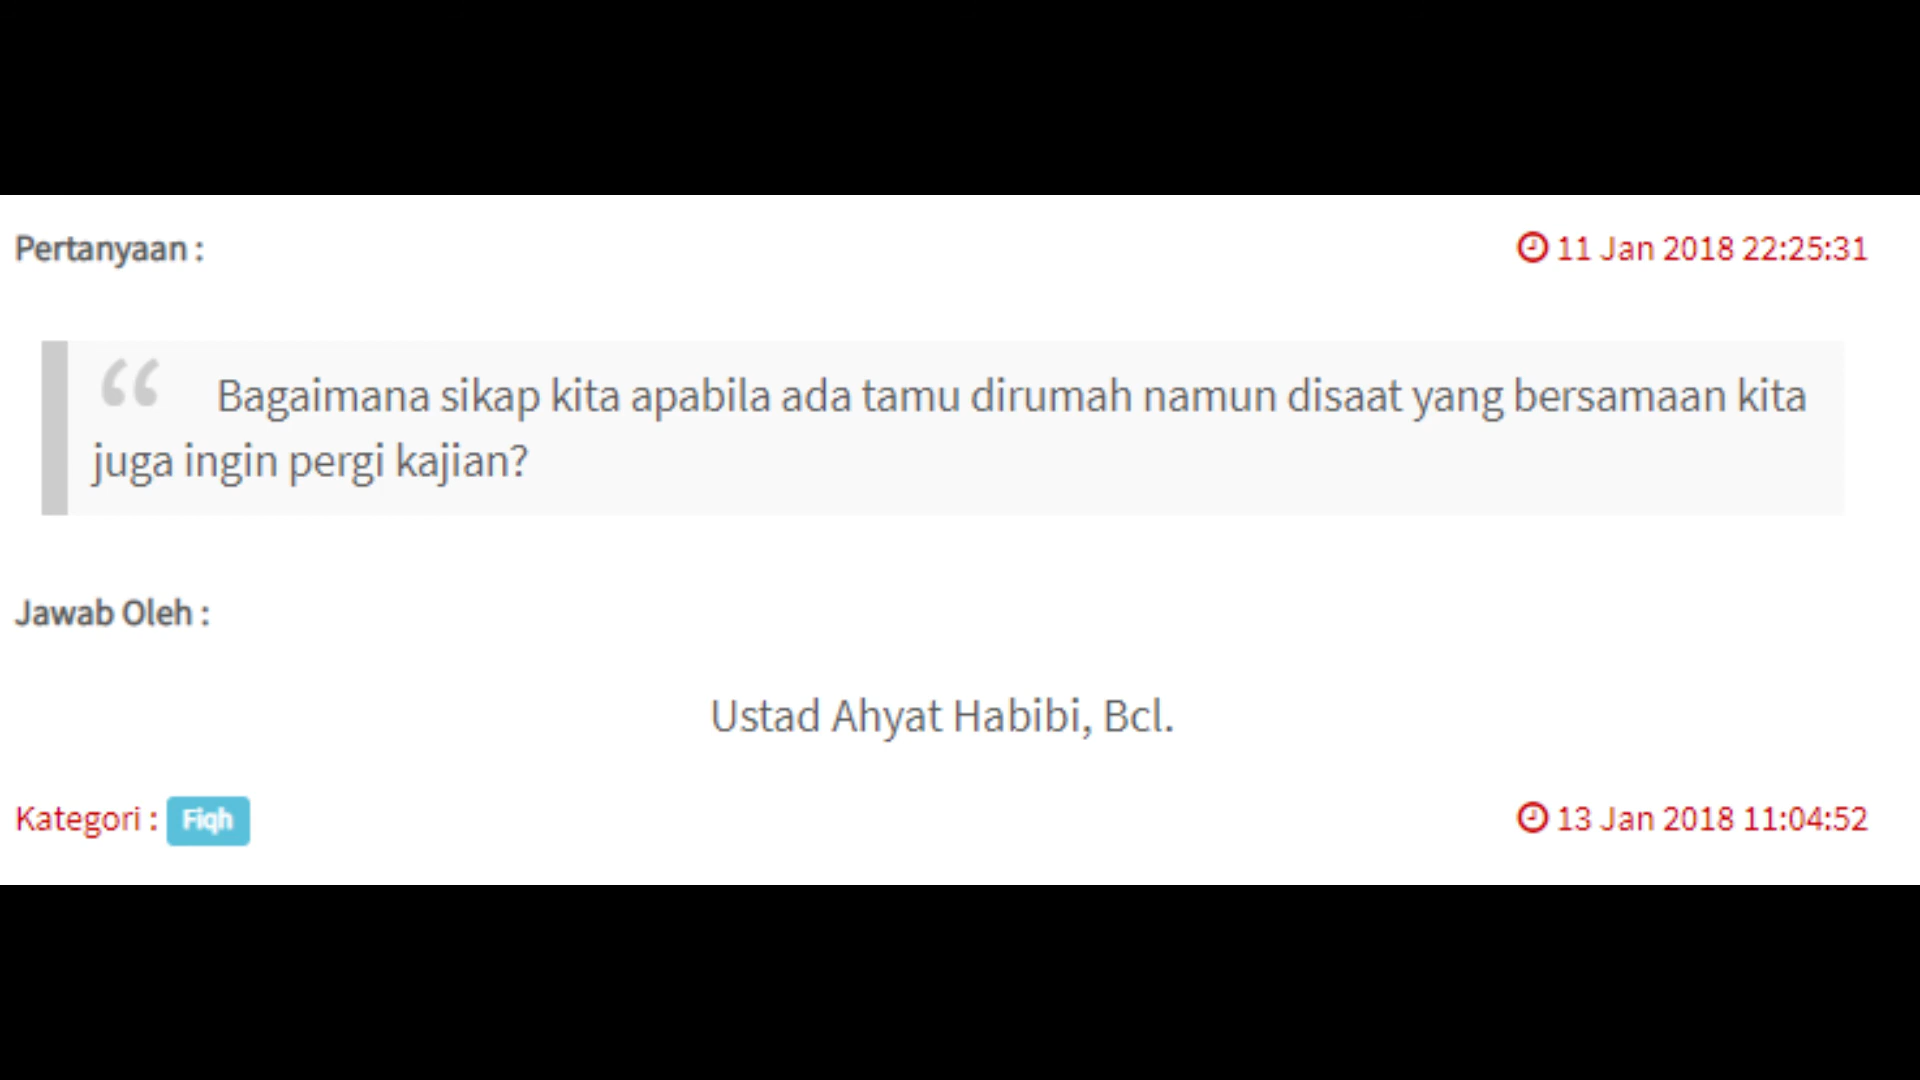 Pertanyaan :
11 Jan 2018 22:25:31
“ Bagaimana sikap kita apabila ada tamu dirumah namun disaat yang bersamaan kita
juga ingin pergi kajian?
Jawab Oleh :
Ustad Ahyat Habibi, Bcl.
Kategori : Fiqh
13 Jan 2018 11:04:52